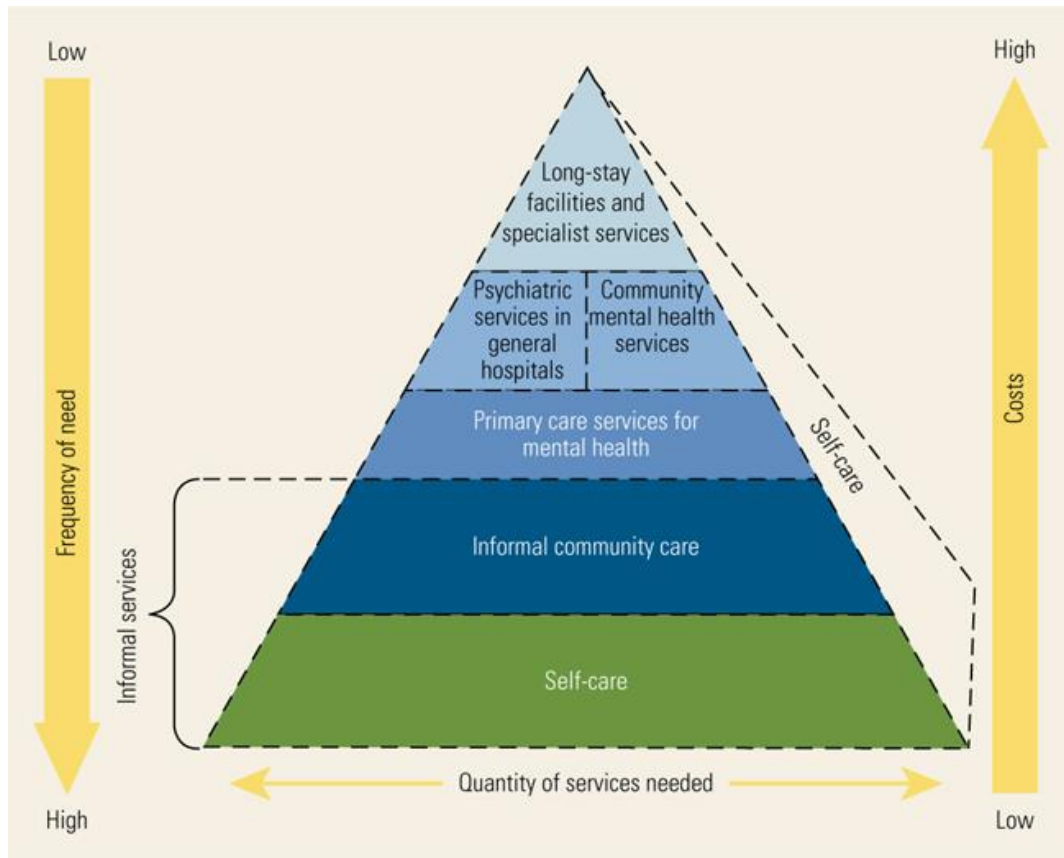 Low
High
Long-stay
facilities and
specialist services
Psychiatric
services in
general
hospitals
Community
mental health
services
Primary care services for
mental health
Self-care
Frequency of need
Costs
Informal services
Informal community care
Self-care
Quantity of services needed
High
Low